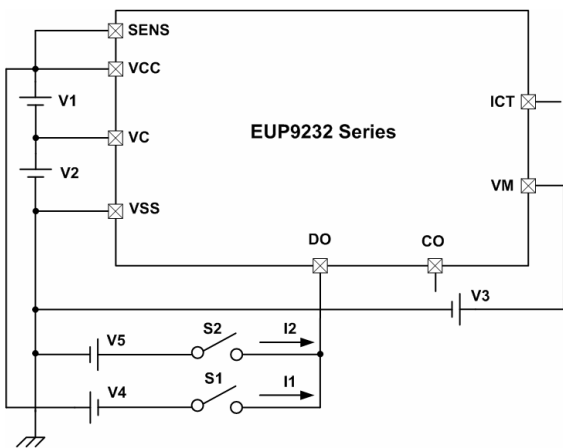 SENS
VCC
V1
ICT
EUP9232 Series
VC
V2
VM
VSS
DO
CO
V3
S2
I2
V5
S1
I1
V4